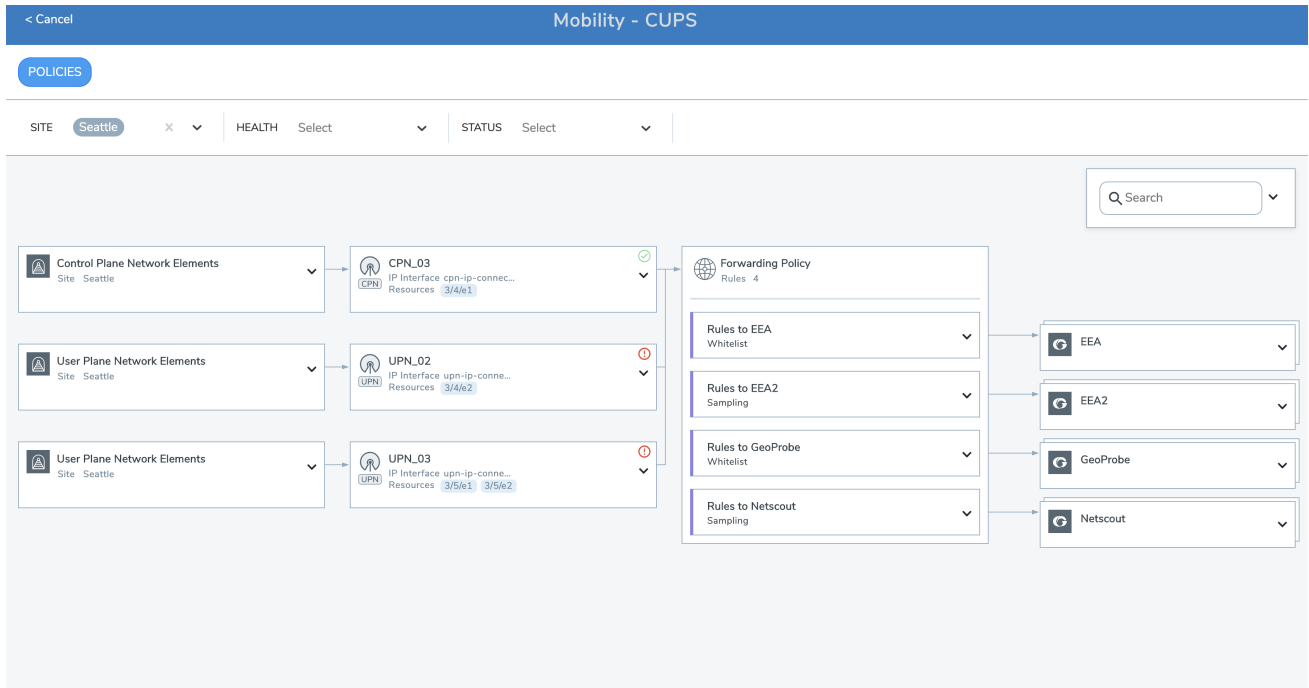 < Cancel
Mobility - CUPS
POLICIES
SITE Seattle x HEALTH Select STATUS Select
Search
Control Plane Network Elements
Site Seattle
CPN
CPN_03
IP Interface cpn-ip-connec...
Resources 3/4/e1
User Plane Network Elements
Site Seattle
UPN
UPN_02
IP Interface upn-ip-conne...
Resources 3/4/e2
User Plane Network Elements
Site Seattle
UPN
UPN_03
IP Interface upn-ip-conne...
Resources 3/5/e1 3/5/e2
Forwarding Policy
Rules 4
Rules to EEA
Whitelist
Rules to EEA2
Sampling
Rules to GeoProbe
Whitelist
Rules to Netscout
Sampling
EEA
EEA2
GeoProbe
Netscout